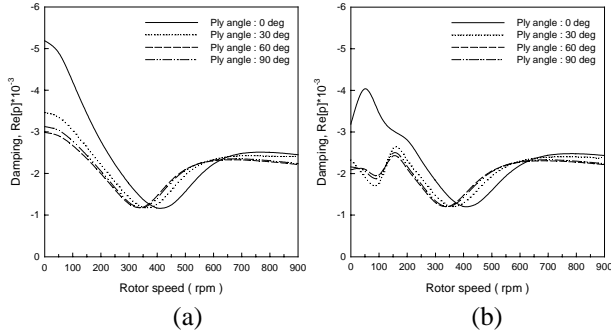 -6
-5
-4
-3
-2
-1
0
Damping, Re[p]*10-3
Ply angle : 0 deg
Ply angle : 30 deg
Ply angle : 60 deg
Ply angle : 90 deg
0 100 200 300 400 500 600 700 800 900
Rotor speed ( rpm )
(a)
-6
-5
-4
-3
-2
-1
0
Damping, Re[p]*10-3
Ply angle : 0 deg
Ply angle : 30 deg
Ply angle : 60 deg
Ply angle : 90 deg
0 100 200 300 400 500 600 700 800 900
Rotor speed ( rpm )
(b)